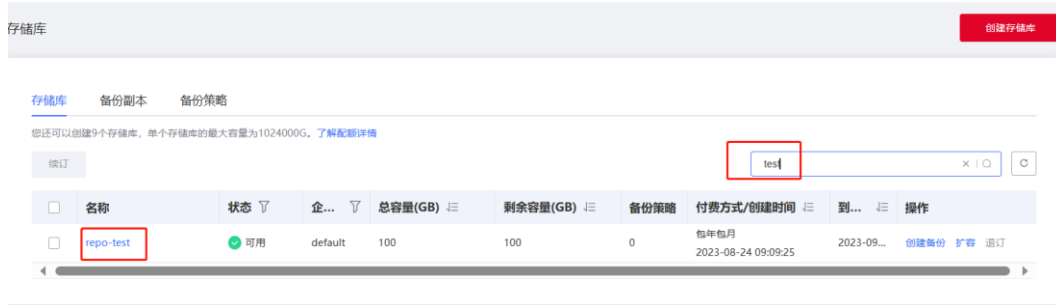 存储库
创建存储库
存储库 备份副本 备份策略
您还可以创建9个存储库，单个存储库的最大容量为1024000G。了解配额详情
续订
test
名称 状态 企... 总容量(GB) 剩余容量(GB) 备份策略 付费方式/创建时间 到... 操作
repo-test 可用 default 100 100 0 包年包月 2023-09... 创建备份 扩容 退订
2023-08-24 09:09:25